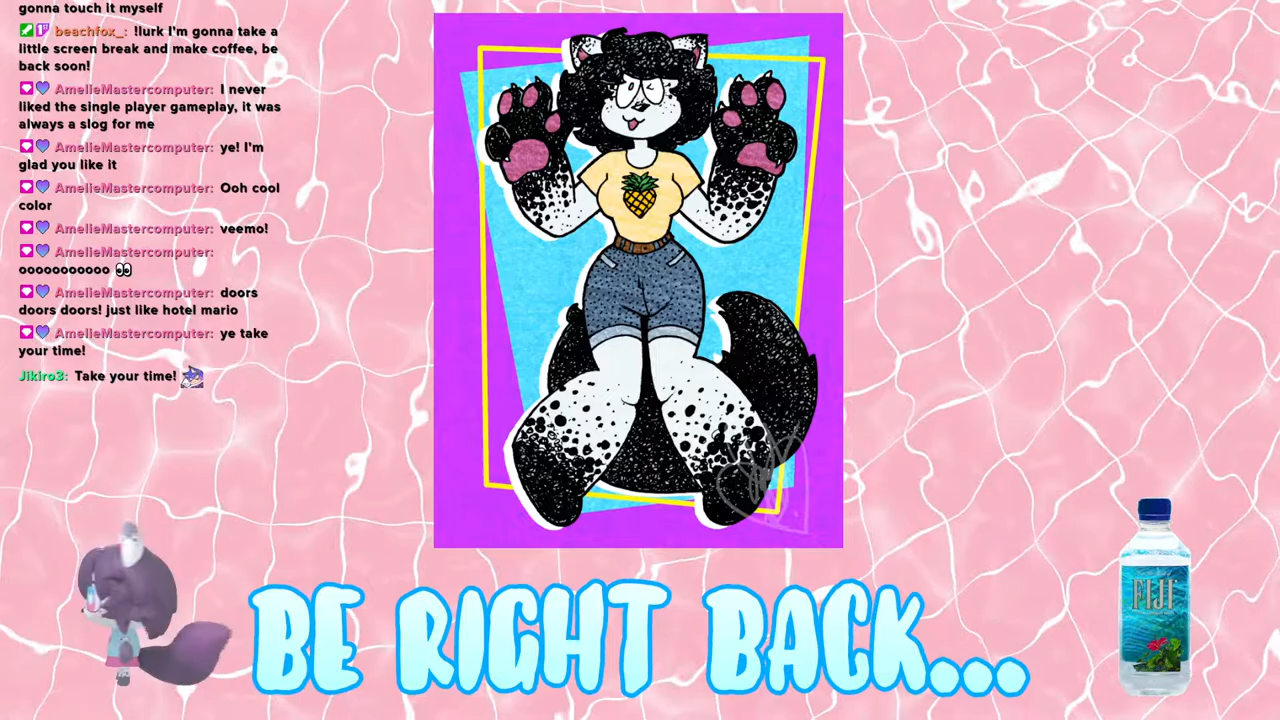 gonna touch it myself
beachfox_: !lurk I'm gonna take a
little screen break and make coffee, be
back soon!
AmelieMastercomputer: I never
liked the single player gameplay, it was
always a slog for me
AmelieMastercomputer: ye! I'm
glad you like it
AmelieMastercomputer: Ooh cool
color
AmelieMastercomputer: veemo!
AmelieMastercomputer:
ooooooooooo 👀
AmelieMastercomputer: doors
doors doors! just like hotel mario
AmelieMastercomputer: ye take
your time!
Jikiro3: Take your time!
FIJI
BE RIGHT BACK...